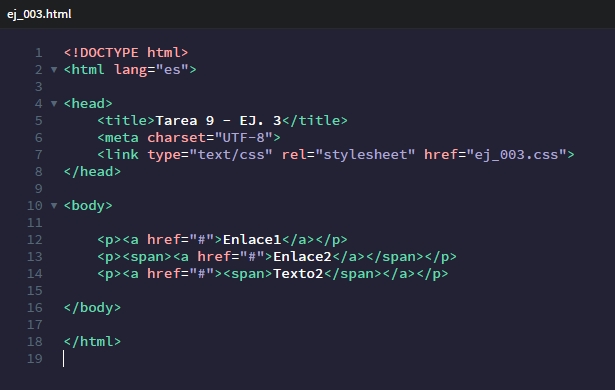 ej_003.html
1 <!DOCTYPE html>
2 <html lang="es">
3
4 <head>
5     <title>Tarea 9 - EJ. 3</title>
6     <meta charset="UTF-8">
7     <link type="text/css" rel="stylesheet" href="ej_003.css">
8 </head>
9
10 <body>
11
12     <p><a href="#">Enlace1</a></p>
13     <p><span><a href="#">Enlace2</a></span></p>
14     <p><a href="#"><span>Texto2</span></a></p>
15
16 </body>
17
18 </html>
19